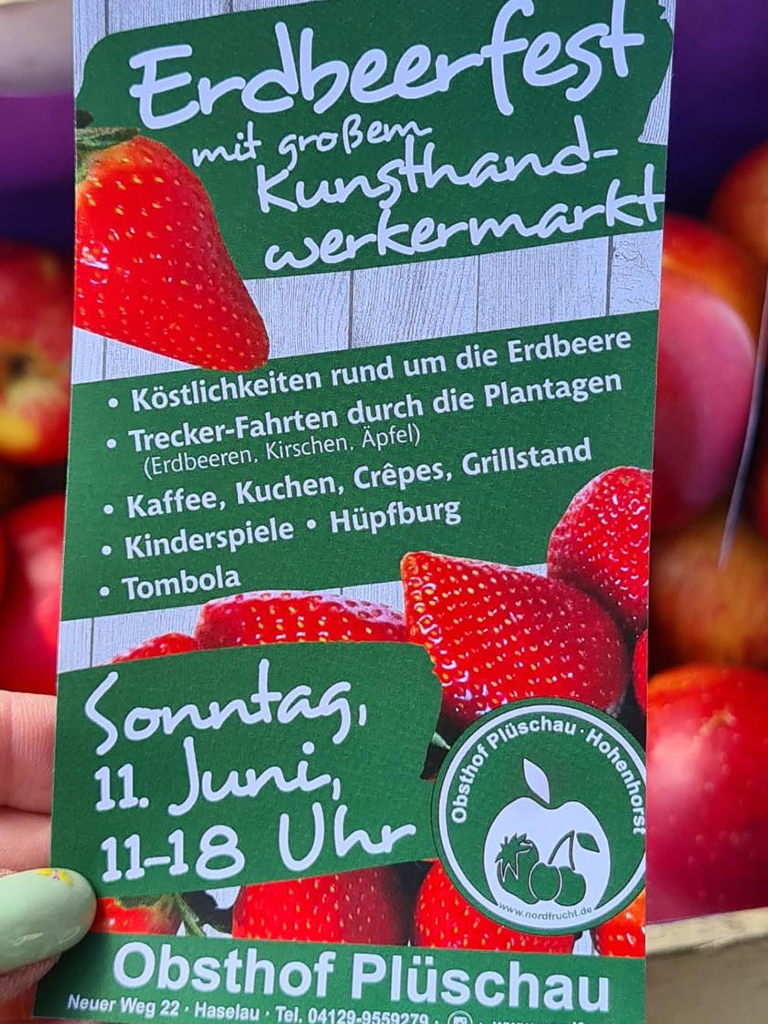 Erdbeerfest
mit großem
Kunsthand-
werkermarkt
• Köstlichkeiten rund um die Erdbeere
• Trecker-Fahrten durch die Plantagen
(Erdbeeren, Kirschen, Äpfel)
• Kaffee, Kuchen, Crêpes, Grillstand
• Kinderspiele • Hüpfburg
• Tombola
Sonntag,
11. Juni,
11-18 Uhr
Obsthof Plüschau · Hohenhorst
www.nordfrucht.de
Obsthof Plüschau
Neuer Weg 22 · Haselau · Tel. 04129-9559279 ·